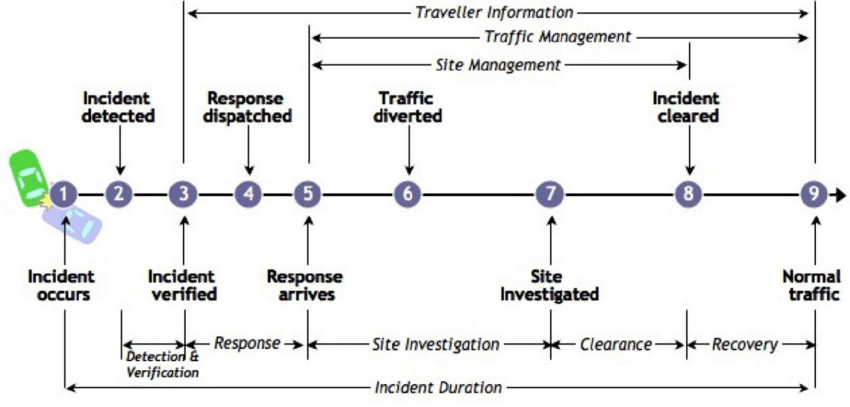 Traveller Information
Traffic Management
Site Management
Incident
detected
Response
dispatched
Traffic
diverted
Incident
cleared
1 2 3 4 5 6 7 8 9
Incident
occurs
Incident
verified
Response
arrives
Site
Investigated
Normal
traffic
Detection &
Verification
Response
Site Investigation
Clearance
Recovery
Incident Duration